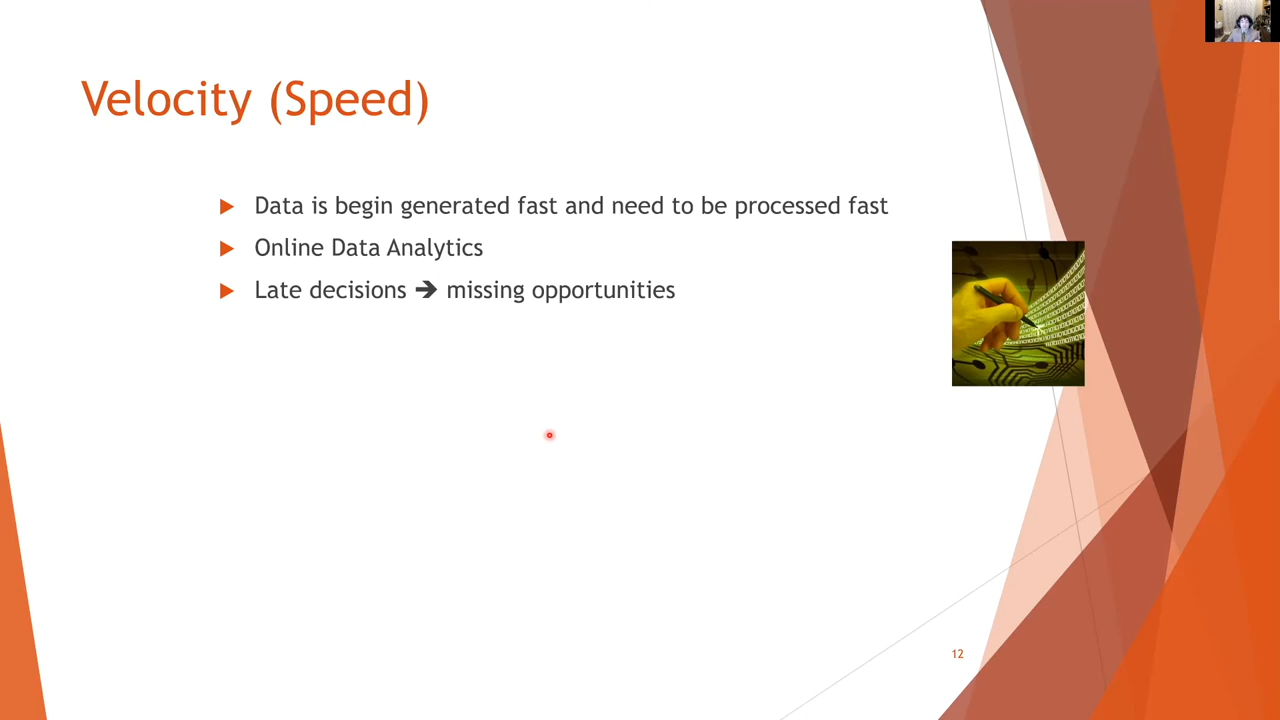 Velocity (Speed)
Data is begin generated fast and need to be processed fast
Online Data Analytics
Late decisions → missing opportunities
12